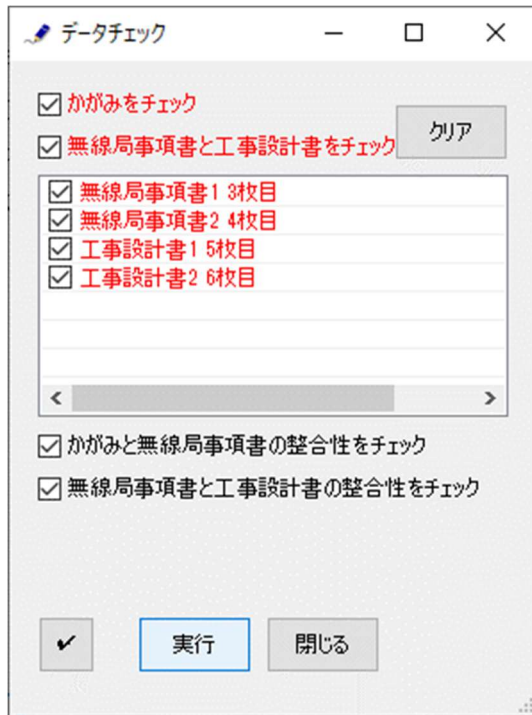 データチェック
かがみをチェック
クリア
無線局事項書と工事設計書をチェック
無線局事項書1 3枚目
無線局事項書2 4枚目
工事設計書1 5枚目
工事設計書2 6枚目
かがみと無線局事項書の整合性をチェック
無線局事項書と工事設計書の整合性をチェック
実行
閉じる